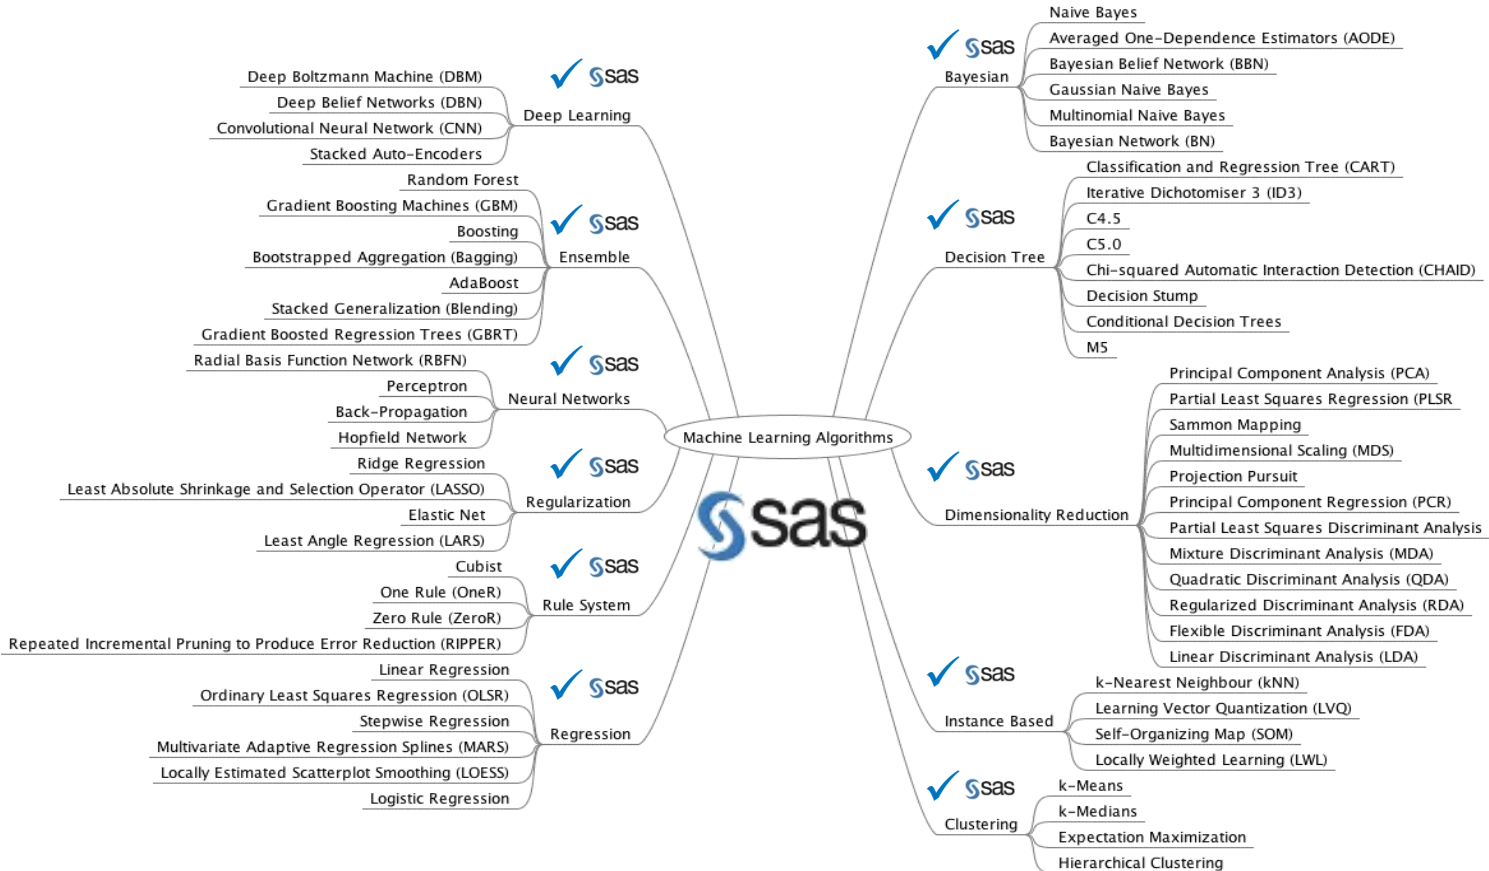 Machine Learning Algorithms
sas
sas
Deep Learning
Deep Boltzmann Machine (DBM)
Deep Belief Networks (DBN)
Convolutional Neural Network (CNN)
Stacked Auto-Encoders
sas
Ensemble
Random Forest
Gradient Boosting Machines (GBM)
Boosting
Bootstrapped Aggregation (Bagging)
AdaBoost
Stacked Generalization (Blending)
Gradient Boosted Regression Trees (GBRT)
sas
Neural Networks
Radial Basis Function Network (RBFN)
Perceptron
Back-Propagation
Hopfield Network
sas
Regularization
Ridge Regression
Least Absolute Shrinkage and Selection Operator (LASSO)
Elastic Net
Least Angle Regression (LARS)
sas
Rule System
Cubist
One Rule (OneR)
Zero Rule (ZeroR)
Repeated Incremental Pruning to Produce Error Reduction (RIPPER)
sas
Regression
Linear Regression
Ordinary Least Squares Regression (OLSR)
Stepwise Regression
Multivariate Adaptive Regression Splines (MARS)
Locally Estimated Scatterplot Smoothing (LOESS)
Logistic Regression
sas
Bayesian
Naive Bayes
Averaged One-Dependence Estimators (AODE)
Bayesian Belief Network (BBN)
Gaussian Naive Bayes
Multinomial Naive Bayes
Bayesian Network (BN)
sas
Decision Tree
Classification and Regression Tree (CART)
Iterative Dichotomiser 3 (ID3)
C4.5
C5.0
Chi-squared Automatic Interaction Detection (CHAID)
Decision Stump
Conditional Decision Trees
M5
sas
Dimensionality Reduction
Principal Component Analysis (PCA)
Partial Least Squares Regression (PLSR
Sammon Mapping
Multidimensional Scaling (MDS)
Projection Pursuit
Principal Component Regression (PCR)
Partial Least Squares Discriminant Analysis
Mixture Discriminant Analysis (MDA)
Quadratic Discriminant Analysis (QDA)
Regularized Discriminant Analysis (RDA)
Flexible Discriminant Analysis (FDA)
Linear Discriminant Analysis (LDA)
sas
Instance Based
k-Nearest Neighbour (kNN)
Learning Vector Quantization (LVQ)
Self-Organizing Map (SOM)
Locally Weighted Learning (LWL)
sas
Clustering
k-Means
k-Medians
Expectation Maximization
Hierarchical Clustering